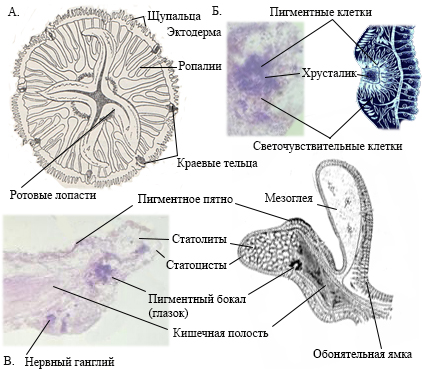 А.
Щупальца
Эктодерма
Ропалии
Краевые тельца
Ротовые лопасти
Б.
Пигментные клетки
Хрусталик
Светочувствительные клетки
Пигментное пятно
Мезоглея
Статолиты
Статоцисты
Пигментный бокал
(глазок)
Кишечная полость
Обонятельная ямка
В.
Нервный ганглий